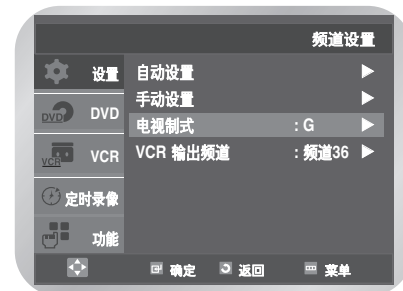 频道设置
设置
自动设置 ▶
手动设置 ▶
DVD DVD
电视制式 : G ▶
VCR VCR
VCR 输出频道 : 频道36 ▶
定时录像
功能
确定 返回 菜单